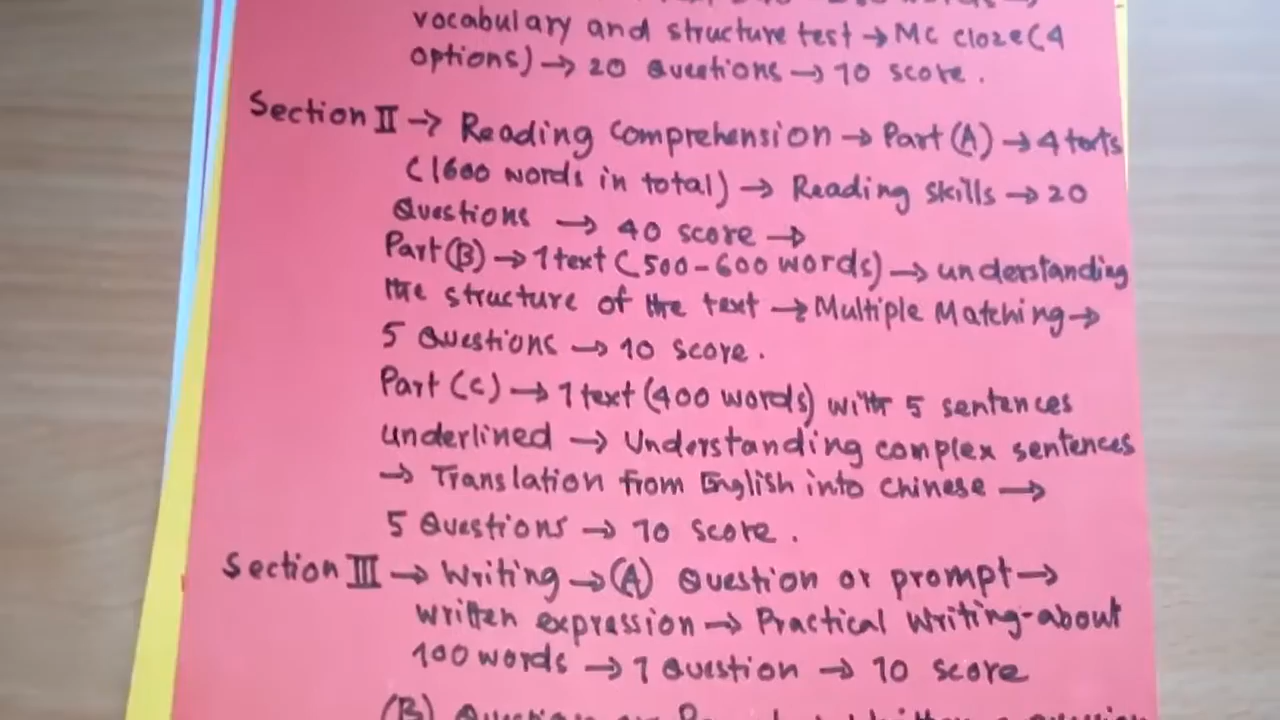 vocabulary and structure test → MC cloze (4
options) → 20 Questions → 10 score.
Section II → Reading Comprehension → Part (A) → 4 texts
(1600 words in total) → Reading skills → 20
Questions → 40 score →
Part (B) → 1 text (500-600 words) → understanding
the structure of the text → Multiple Matching →
5 Questions → 10 score.
Part (C) → 1 text (400 words) with 5 sentences
underlined → Understanding complex sentences
→ Translation from English into Chinese →
5 Questions → 10 score.
Section III → Writing → (A) Question or prompt →
written expression → Practical Writing-about
100 words → 1 Question → 10 score
(B)